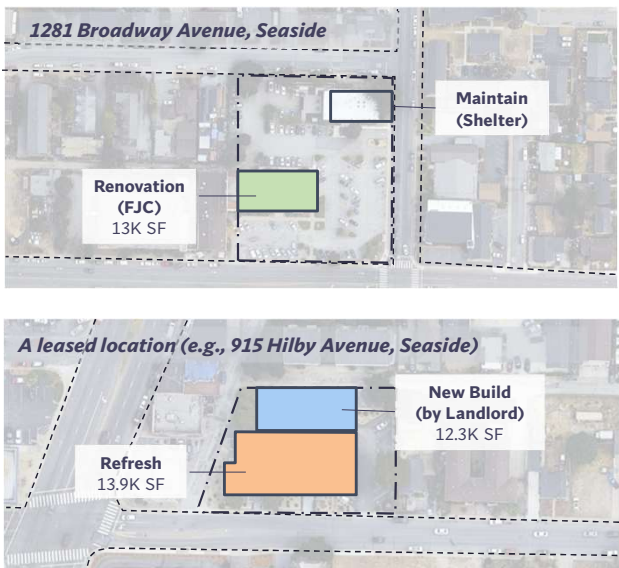 1281 Broadway Avenue, Seaside
Maintain
(Shelter)
Renovation
(FJC)
13K SF
A leased location (e.g., 915 Hilby Avenue, Seaside)
New Build
(by Landlord)
12.3K SF
Refresh
13.9K SF